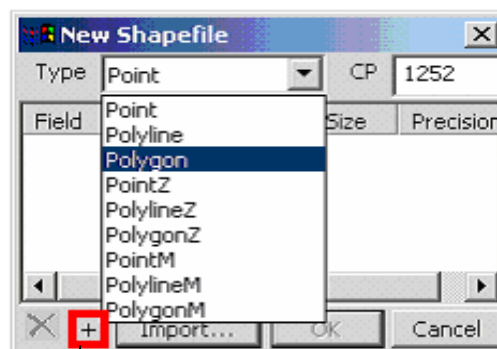 New Shapefile
Type Point CP 1252
Field Size Precision
Point
Polyline
Polygon
PointZ
PolylineZ
PolygonZ
PointM
PolylineM
PolygonM
+ Import... OK Cancel